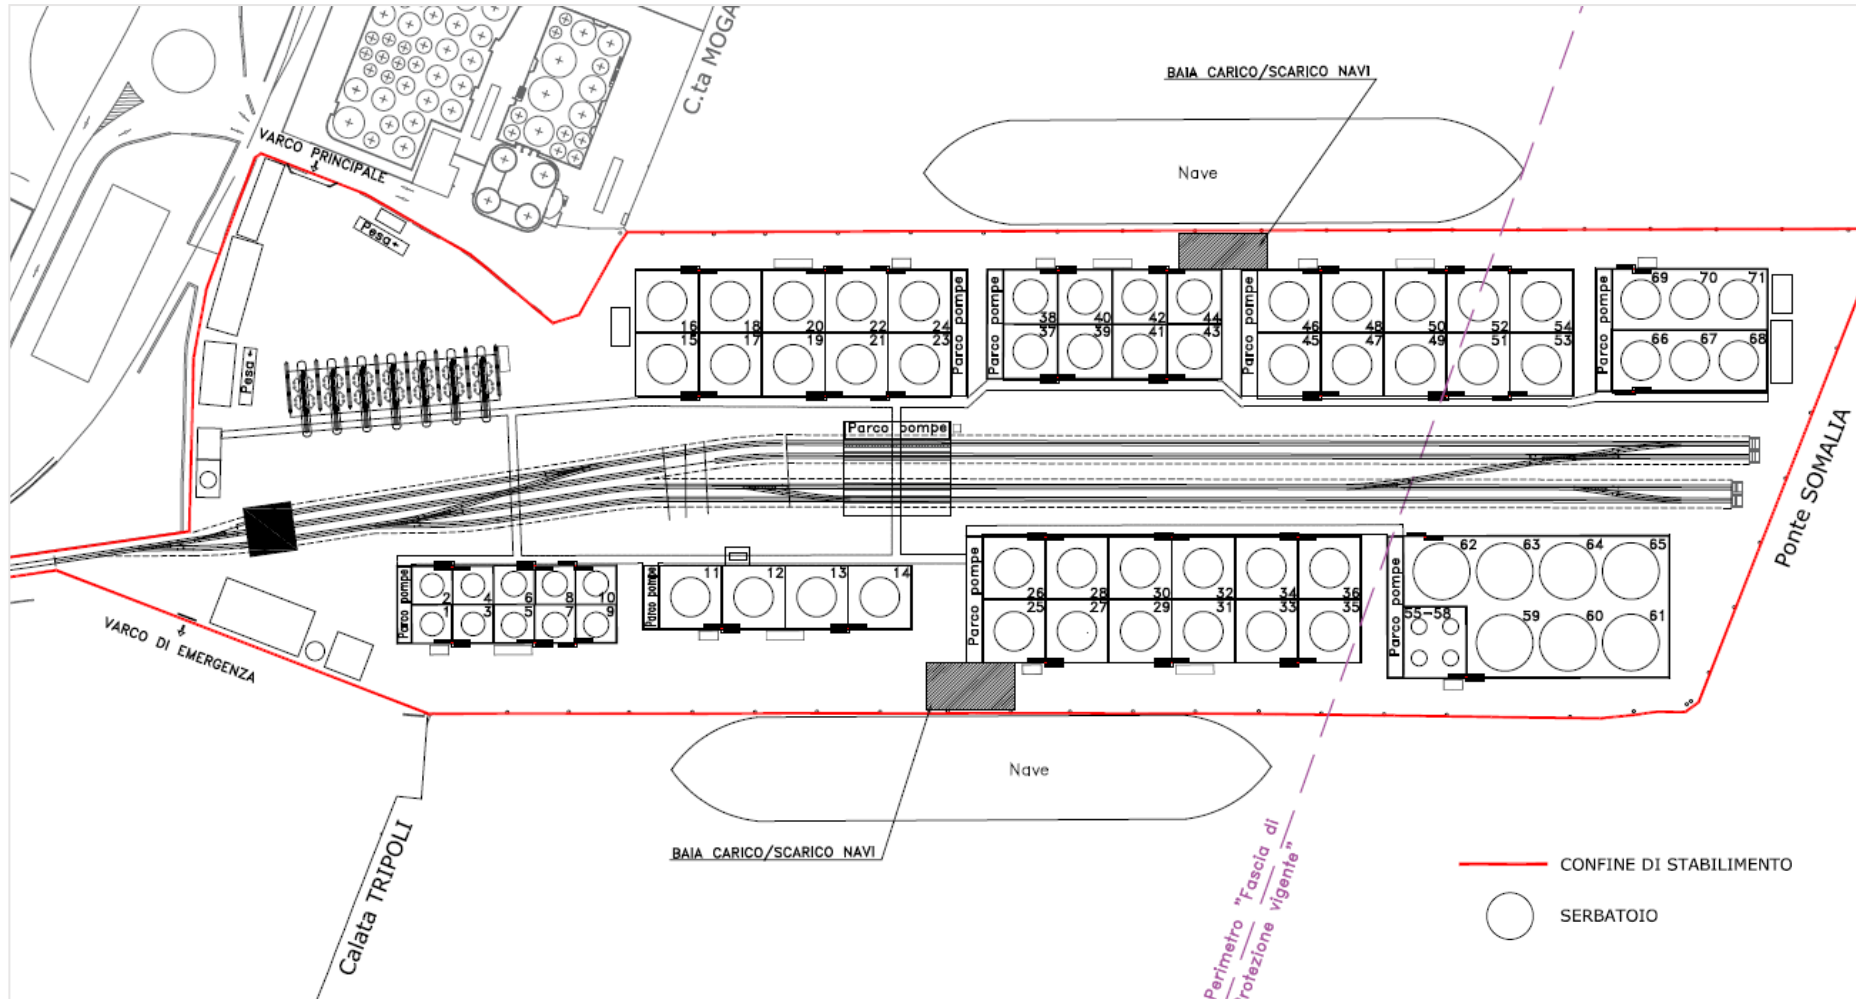 C.ta MOGA
BAIA CARICO/SCARICO NAVI
VARCO PRINCIPALE
Nave
Pesa
Pesa
16 18 20 22 24
15 17 19 21 23
Parco pompe
Parco pompe
38 40 42 44
37 39 41 43
Parco pompe
46 48 50 52 54
45 47 49 51 53
Parco pompe
69 70 71
66 67 68
Parco pompe
Ponte SOMALIA
Parco pompe
2 4 6 8 10
1 3 5 7 9
Parco pompe
11 12 13 14
Parco pompe
26 28 30 32 34 36
25 27 29 31 33 35
Parco pompe
62 63 64 65
55-58 59 60 61
VARCO DI EMERGENZA
Nave
BAIA CARICO/SCARICO NAVI
Calata TRIPOLI
Perimetro "Fascia di
rotezione vigente"
CONFINE DI STABILIMENTO
SERBATOIO